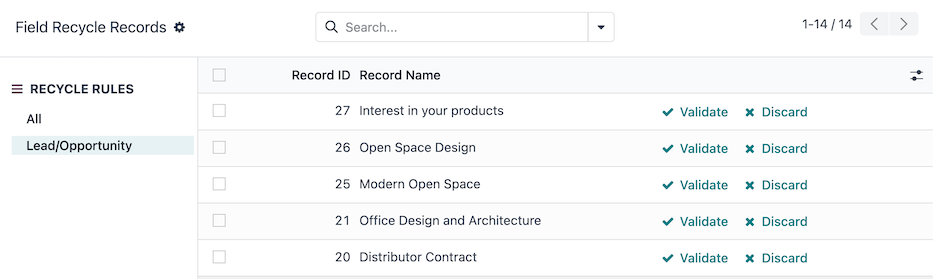 Field Recycle Records
Search...
1-14 / 14
RECYCLE RULES
All
Lead/Opportunity
Record ID Record Name
27 Interest in your products Validate Discard
26 Open Space Design Validate Discard
25 Modern Open Space Validate Discard
21 Office Design and Architecture Validate Discard
20 Distributor Contract Validate Discard